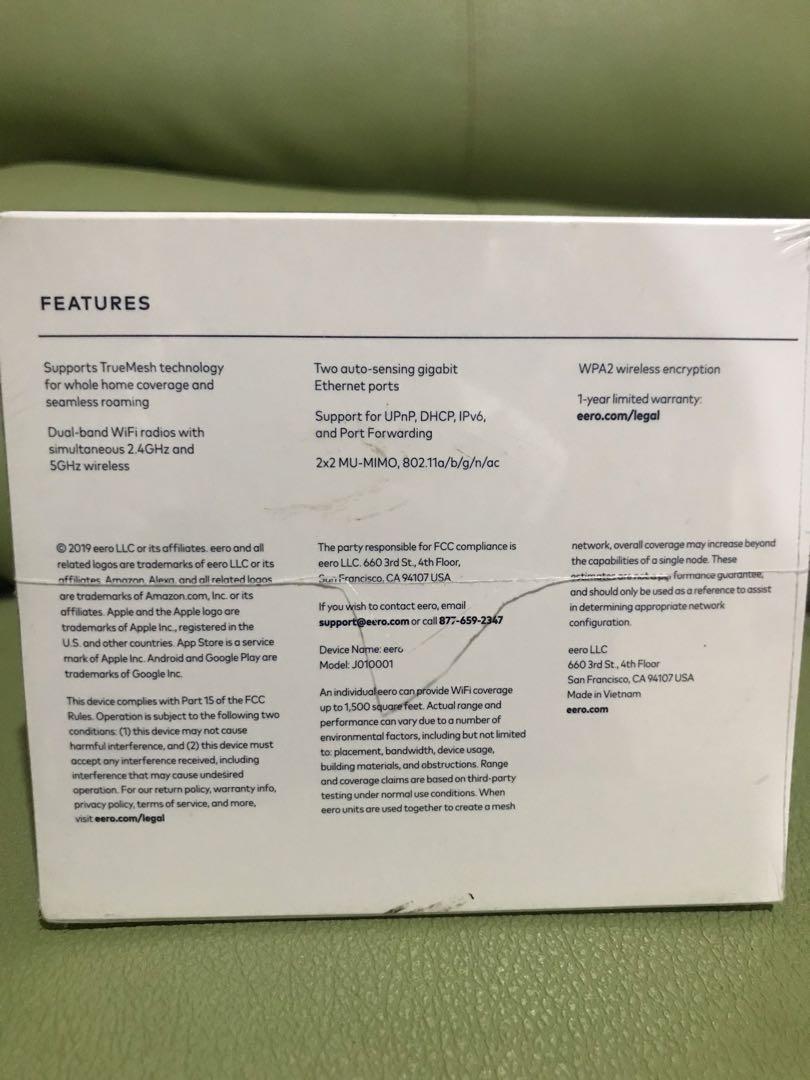 FEATURES
Supports TrueMesh technology
for whole home coverage and
seamless roaming
Dual-band WiFi radios with
simultaneous 2.4GHz and
5GHz wireless
Two auto-sensing gigabit
Ethernet ports
Support for UPnP, DHCP, IPv6,
and Port Forwarding
2x2 MU-MIMO, 802.11a/b/g/n/ac
WPA2 wireless encryption
1-year limited warranty:
eero.com/legal
© 2019 eero LLC or its affiliates. eero and all
related logos are trademarks of eero LLC or its
affiliates. Amazon, Alexa, and all related logos
are trademarks of Amazon.com, Inc. or its
affiliates. Apple and the Apple logo are
trademarks of Apple Inc., registered in the
U.S. and other countries. App Store is a service
mark of Apple Inc. Android and Google Play are
trademarks of Google Inc.
This device complies with Part 15 of the FCC
Rules. Operation is subject to the following two
conditions: (1) this device may not cause
harmful interference, and (2) this device must
accept any interference received, including
interference that may cause undesired
operation. For our return policy, warranty info,
privacy policy, terms of service, and more,
visit eero.com/legal
The party responsible for FCC compliance is
eero LLC. 660 3rd St., 4th Floor,
San Francisco, CA 94107 USA
If you wish to contact eero, email
support@eero.com or call 877-659-2347
Device Name: eero
Model: J010001
An individual eero can provide WiFi coverage
up to 1,500 square feet. Actual range and
performance can vary due to a number of
environmental factors, including but not limited
to: placement, bandwidth, device usage,
building materials, and obstructions. Range
and coverage claims are based on third-party
testing under normal use conditions. When
eero units are used together to create a mesh
network, overall coverage may increase beyond
the capabilities of a single node. These
estimates are not a performance guarantee,
and should only be used as a reference to assist
in determining appropriate network
configuration.
eero LLC
660 3rd St., 4th Floor
San Francisco, CA 94107 USA
Made in Vietnam
eero.com